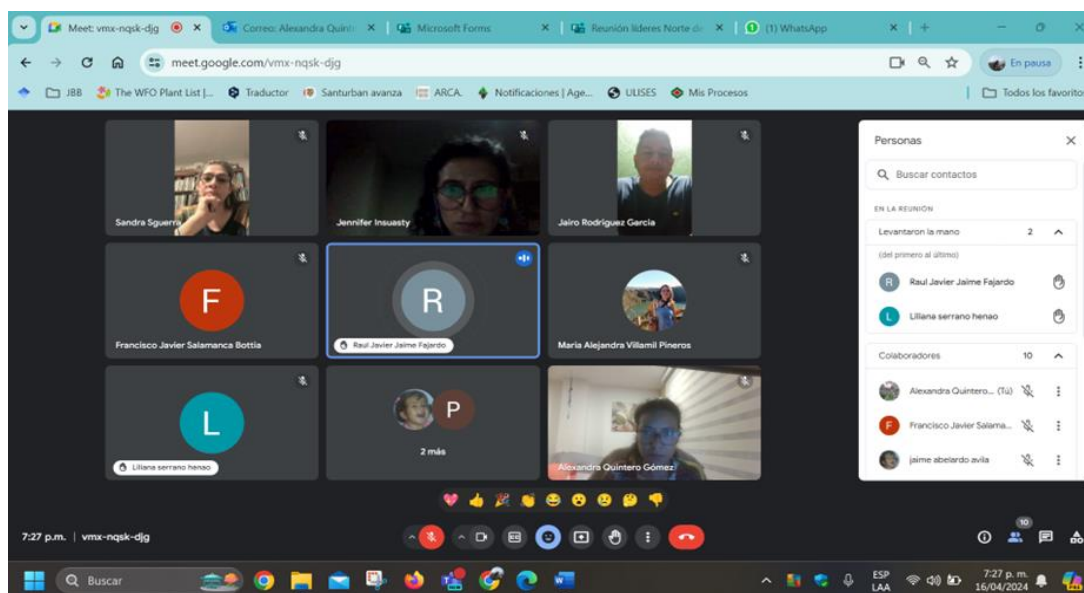 Meet: vmx-nqsk-djg
Correo: Alexandra Quinte
Microsoft Forms
Reunión líderes Norte de
(1) WhatsApp
meet.google.com/vmx-nqsk-djg
En pausa
JBB
The WFO Plant List |...
Traductor
Santurban avanza
ARCA.
Notificaciones | Age...
ULISES
Mis Procesos
Todos los favoritos
Sandra Sguerra
Jennifer Insuasty
Jairo Rodriguez Garcia
F
Francisco Javier Salamanca Bottia
R
Raul Javier Jaime Fajardo
Maria Alejandra Villamil Pineros
L
Liliana serrano henao
P
2 más
Alexandra Quintero Gómez
Personas
Buscar contactos
EN LA REUNIÓN
Levantaron la mano 2
(del primero al último)
R Raul Javier Jaime Fajardo
L Liliana serrano henao
Colaboradores 10
Alexandra Quintero... (Tú)
F Francisco Javier Salama...
jaime abelardo avila
7:27 p.m. | vmx-nqsk-djg
10
Buscar
ESP
LAA
7:27 p. m.
16/04/2024